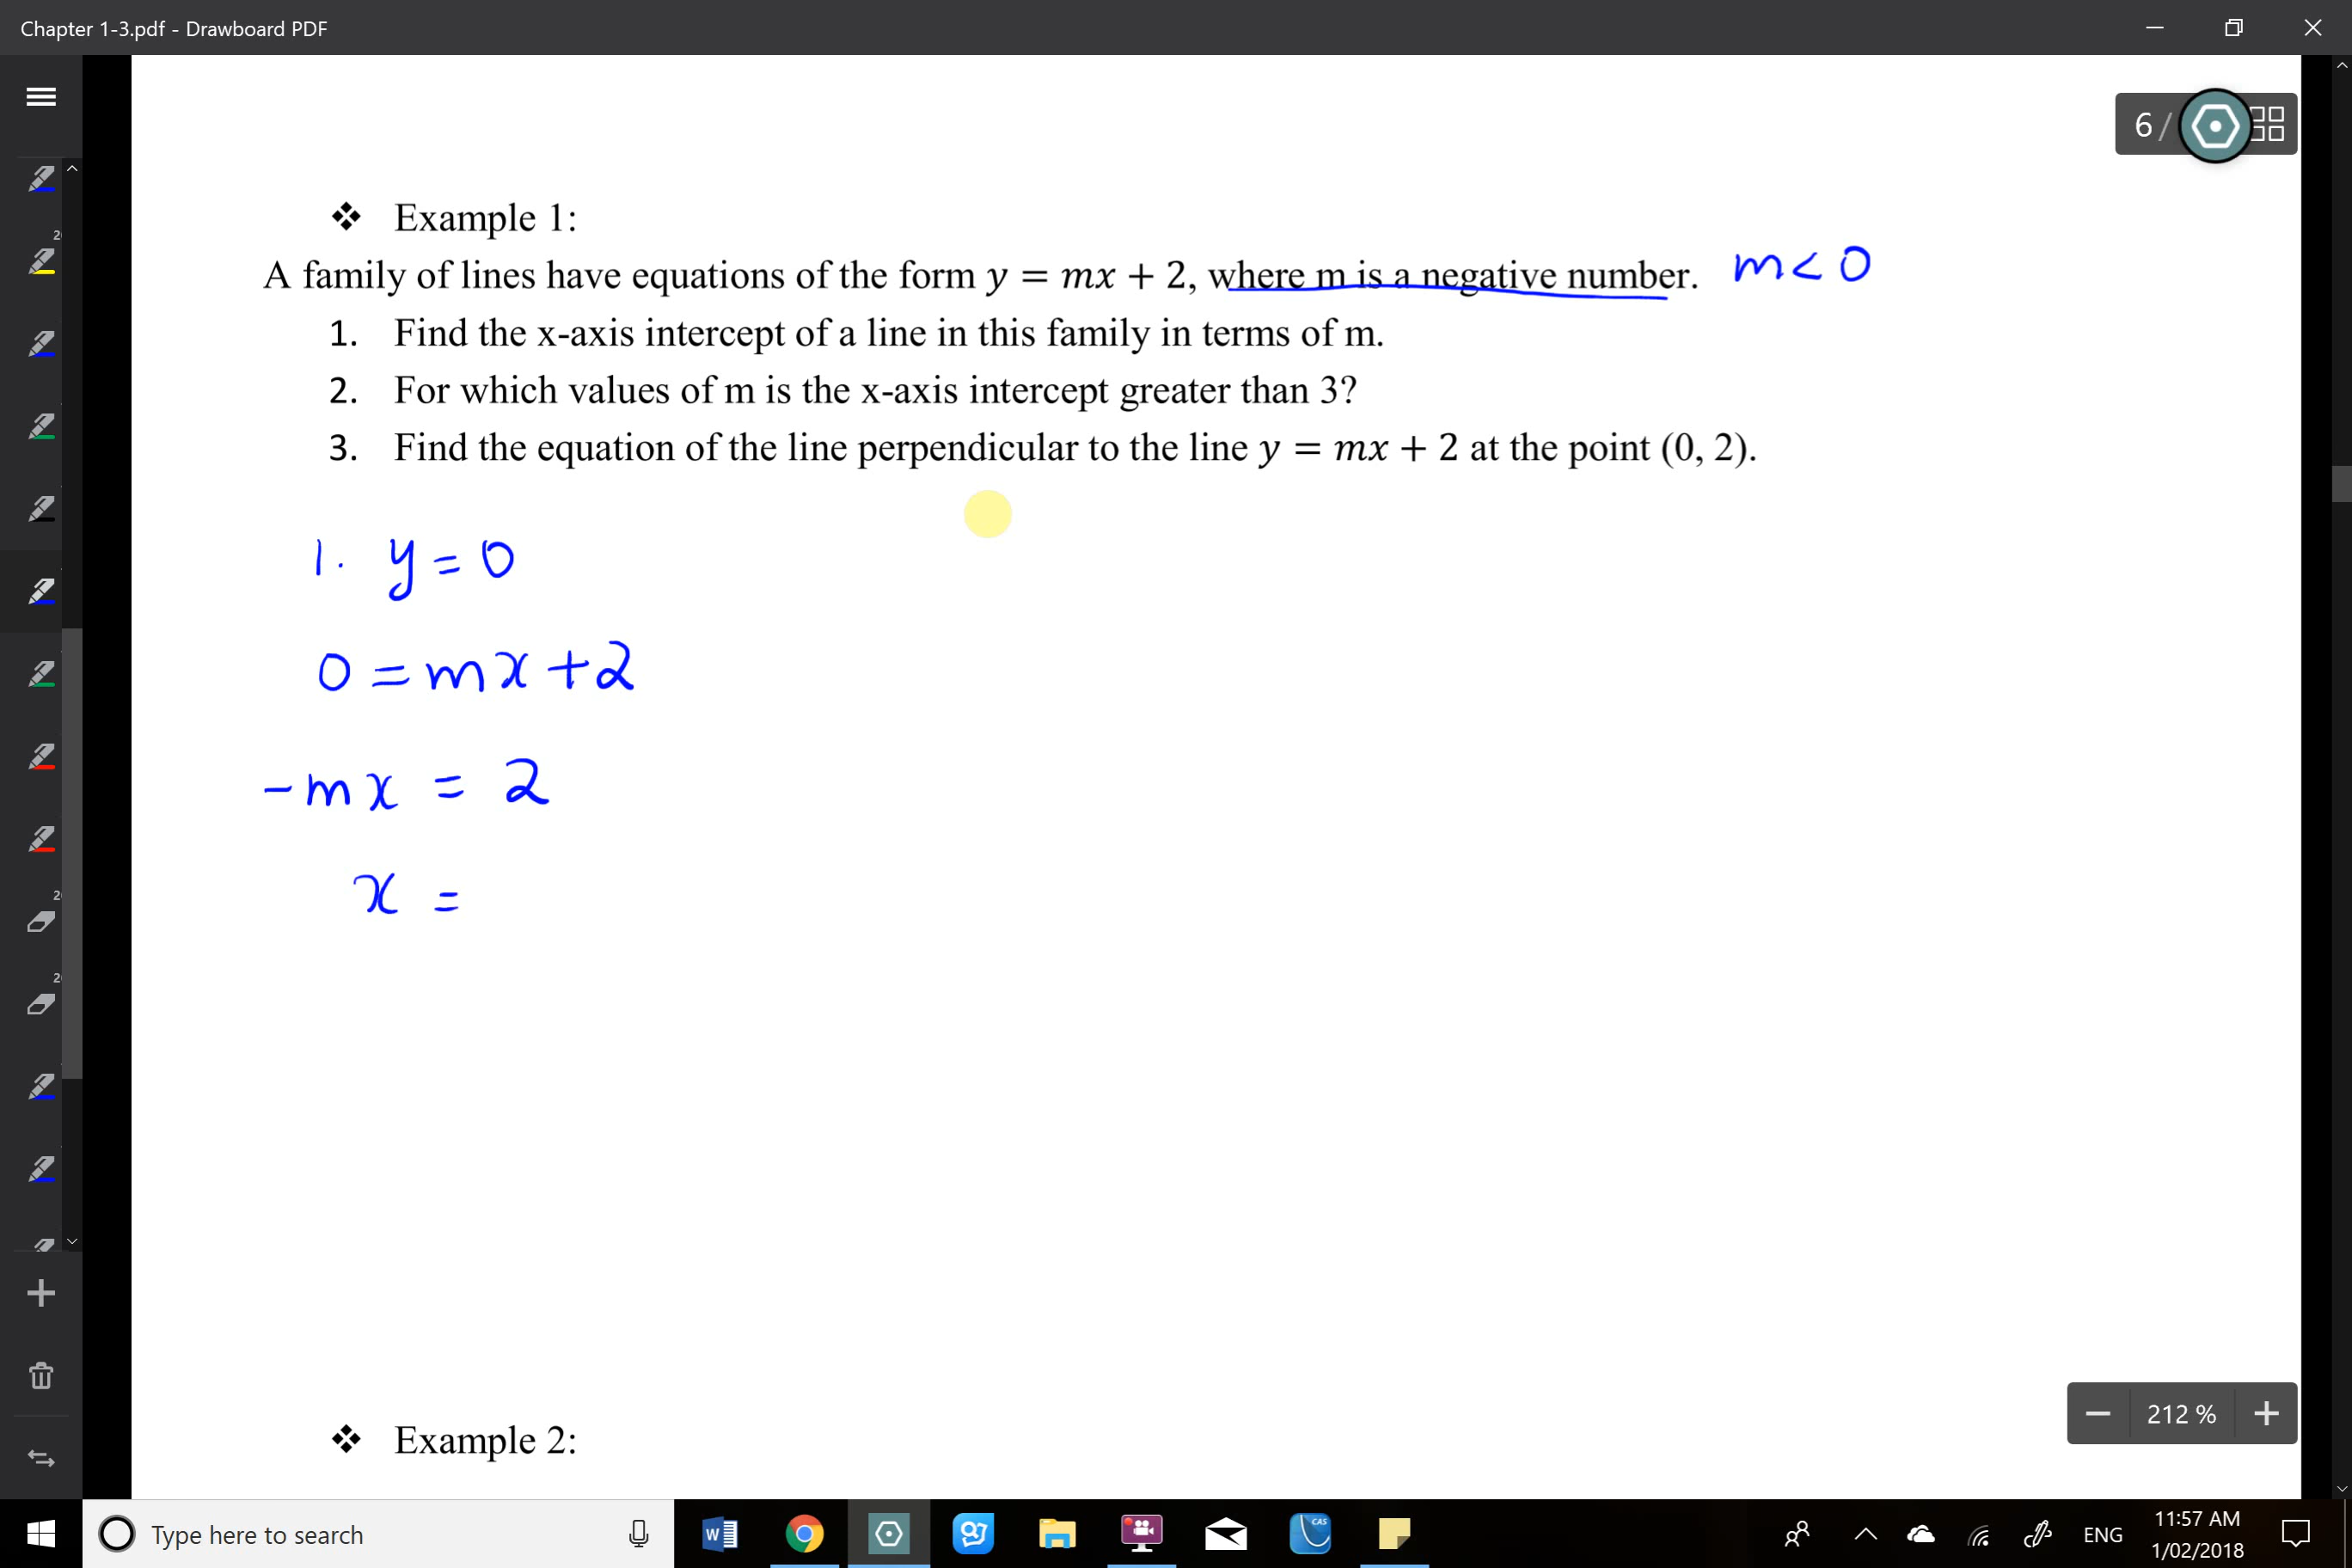 Chapter 1-3.pdf - Drawboard PDF
6 /
❖ Example 1:
A family of lines have equations of the form y = mx + 2, where m is a negative number. m < 0
1. Find the x-axis intercept of a line in this family in terms of m.
2. For which values of m is the x-axis intercept greater than 3?
3. Find the equation of the line perpendicular to the line y = mx + 2 at the point (0, 2).
1. y = 0
0 = mx + 2
-mx = 2
x =
212 %
❖ Example 2:
Type here to search
ENG
11:57 AM
1/02/2018